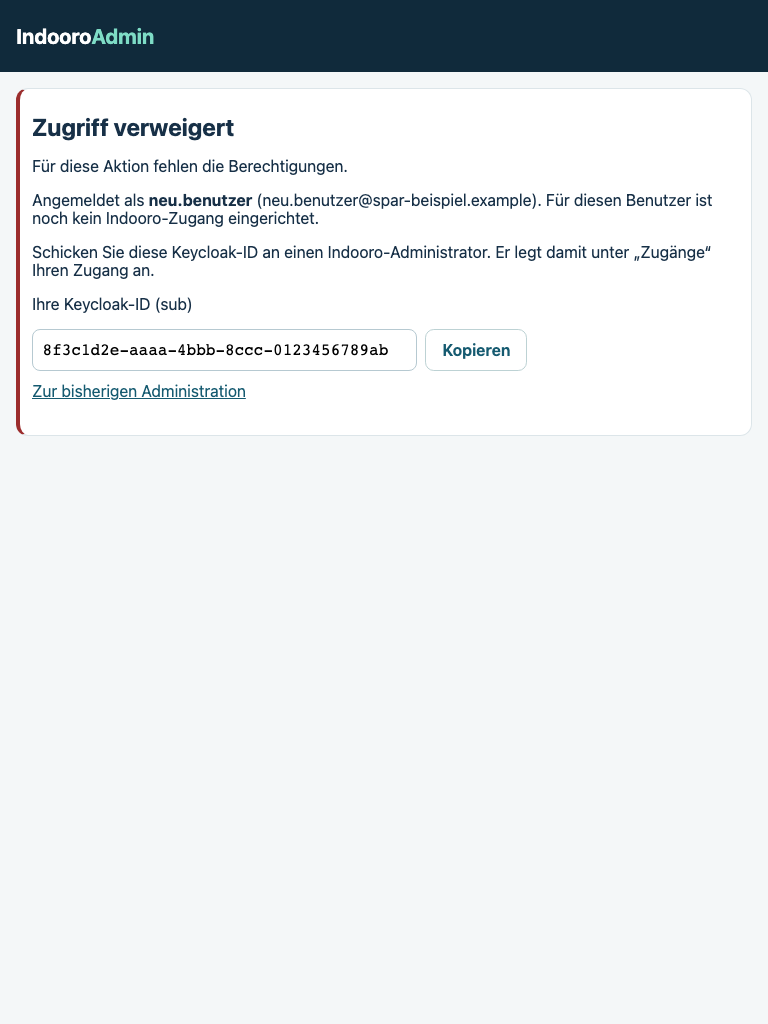 IndooroAdmin
Zugriff verweigert
Für diese Aktion fehlen die Berechtigungen.
Angemeldet als neu.benutzer (neu.benutzer@spar-beispiel.example). Für diesen Benutzer ist
noch kein Indooro-Zugang eingerichtet.
Schicken Sie diese Keycloak-ID an einen Indooro-Administrator. Er legt damit unter „Zugänge“
Ihren Zugang an.
Ihre Keycloak-ID (sub)
8f3c1d2e-aaaa-4bbb-8ccc-0123456789ab
Kopieren
Zur bisherigen Administration